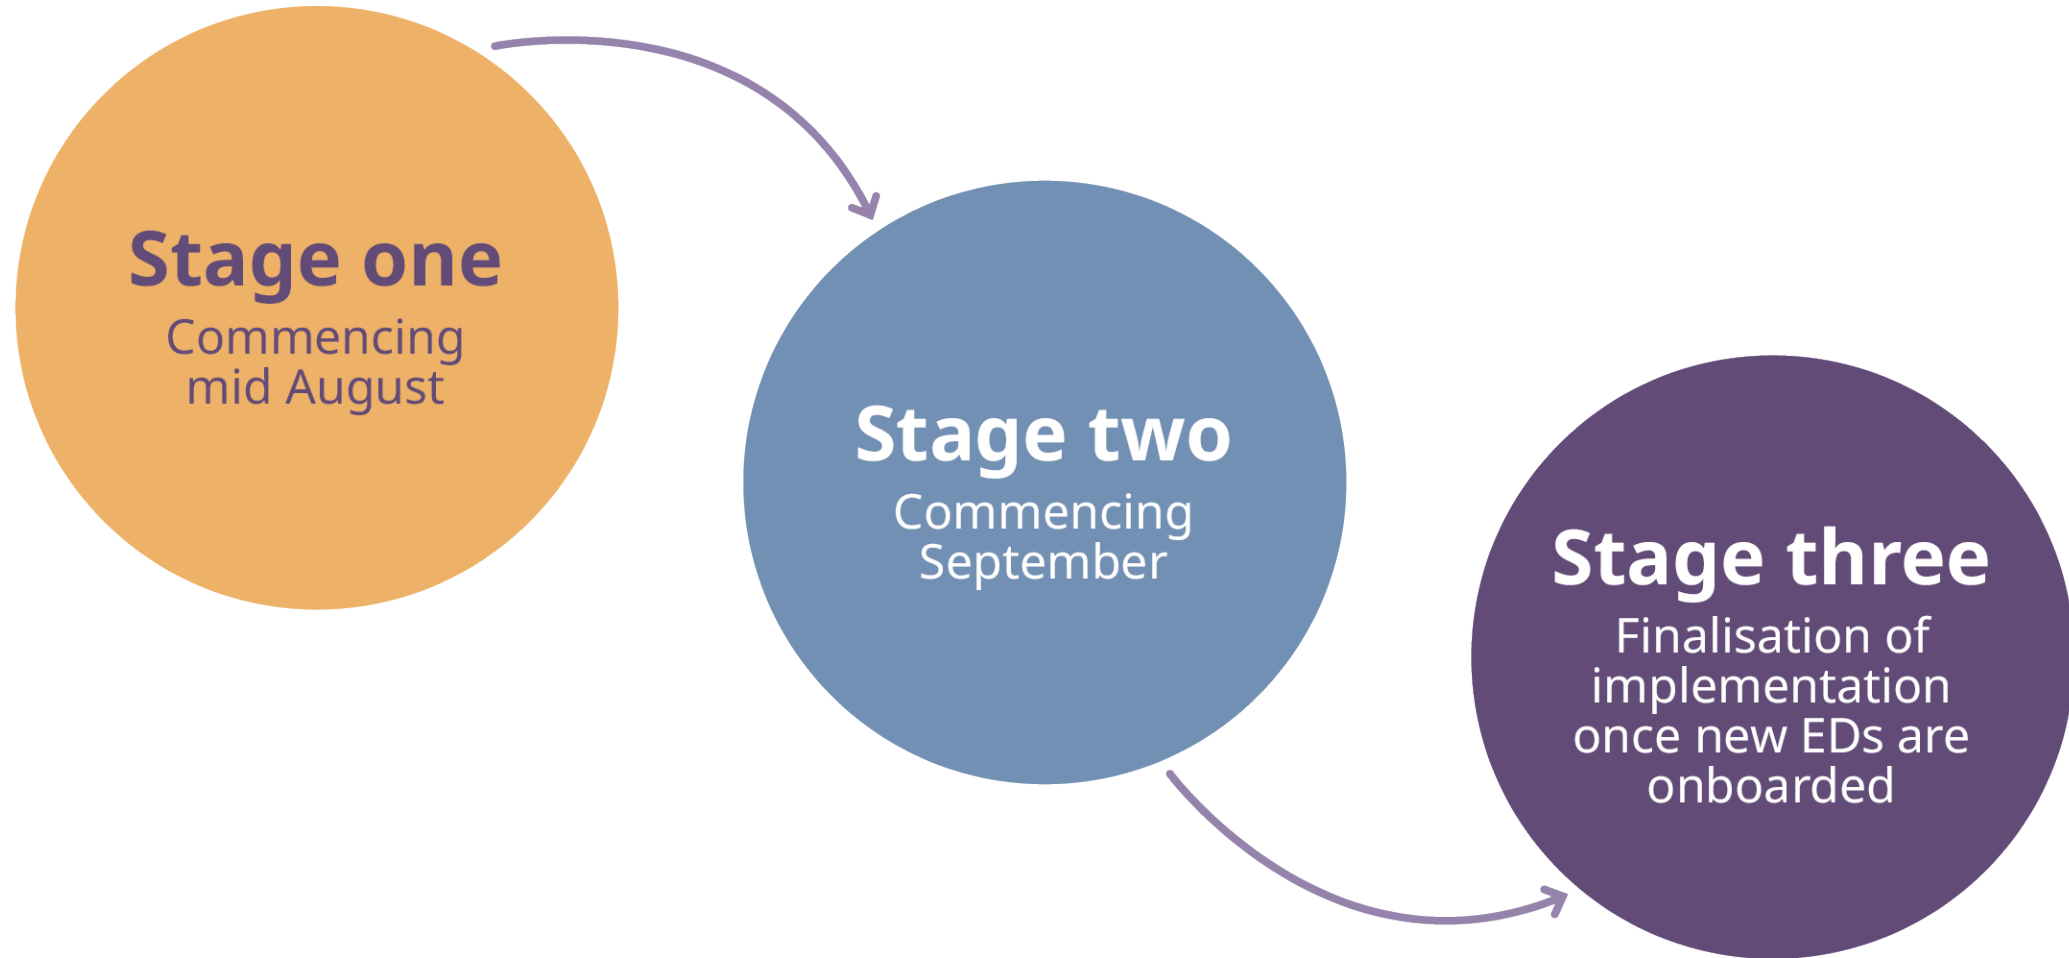 Stage one
Commencing
mid August
Stage two
Commencing
September
Stage three
Finalisation of
implementation
once new EDs are
onboarded